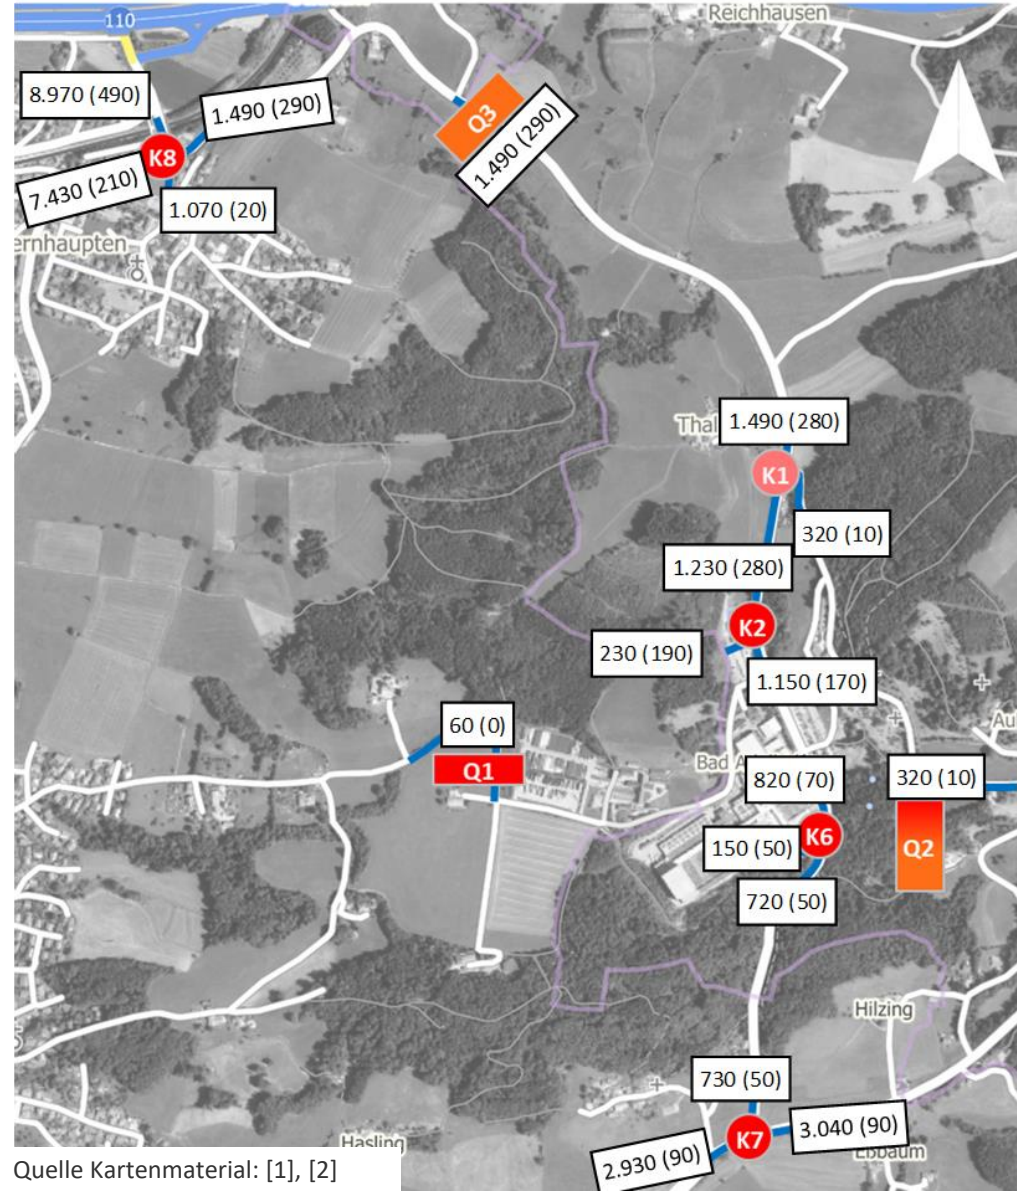 Reichhausen
110
8.970 (490)
1.490 (290)
Q3
1.490 (290)
K8
7.430 (210)
1.070 (20)
ernhaupten
1.490 (280)
Thal
K1
320 (10)
1.230 (280)
K2
230 (190)
1.150 (170)
60 (0)
Au
Q1
Bad A
820 (70)
320 (10)
K6
150 (50)
Q2
720 (50)
Hilzing
730 (50)
K7
3.040 (90)
Hasling
Eßbaum
2.930 (90)
Quelle Kartenmaterial: [1], [2]